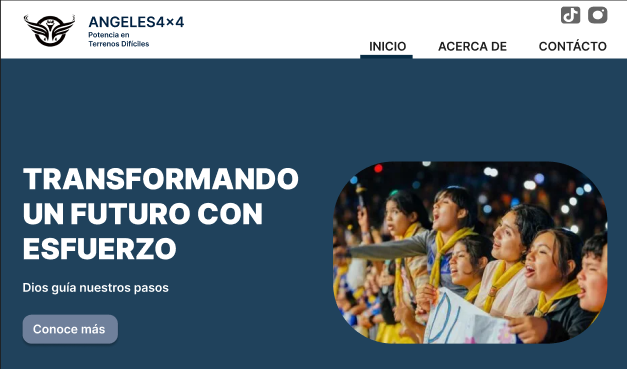 ANGELES4×4
Potencia en
Terrenos Difíciles
INICIO
ACERCA DE
CONTÁCTO
TRANSFORMANDO
UN FUTURO CON
ESFUERZO
Dios guía nuestros pasos
Conoce más